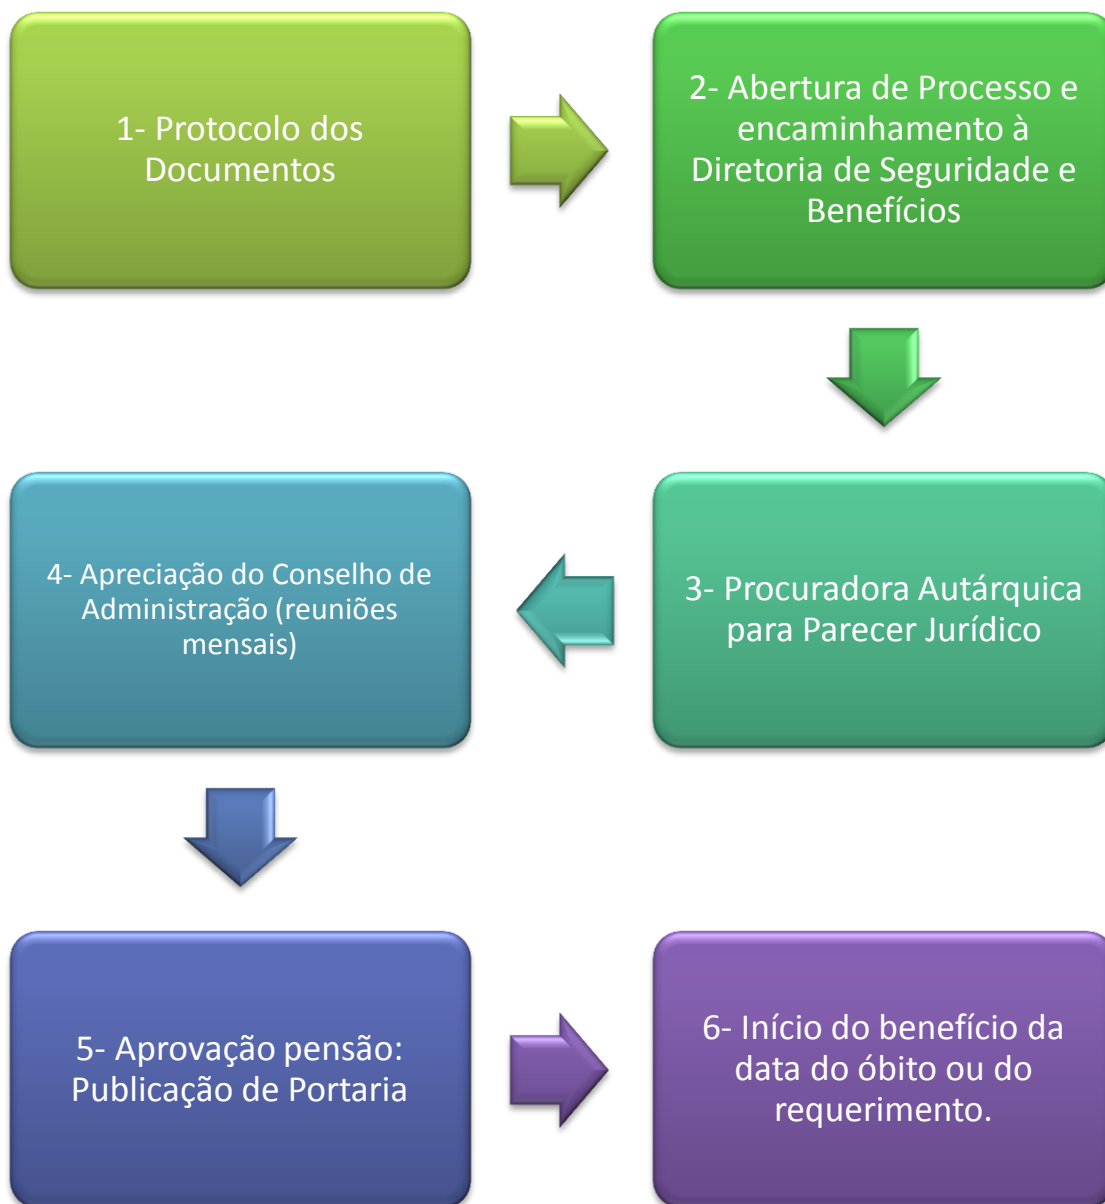 1- Protocolo dos
Documentos
2- Abertura de Processo e
encaminhamento à
Diretoria de Seguridade e
Benefícios
3- Procuradora Autárquica
para Parecer Jurídico
4- Apreciação do Conselho de
Administração (reuniões
mensais)
5- Aprovação pensão:
Publicação de Portaria
6- Início do benefício da
data do óbito ou do
requerimento.